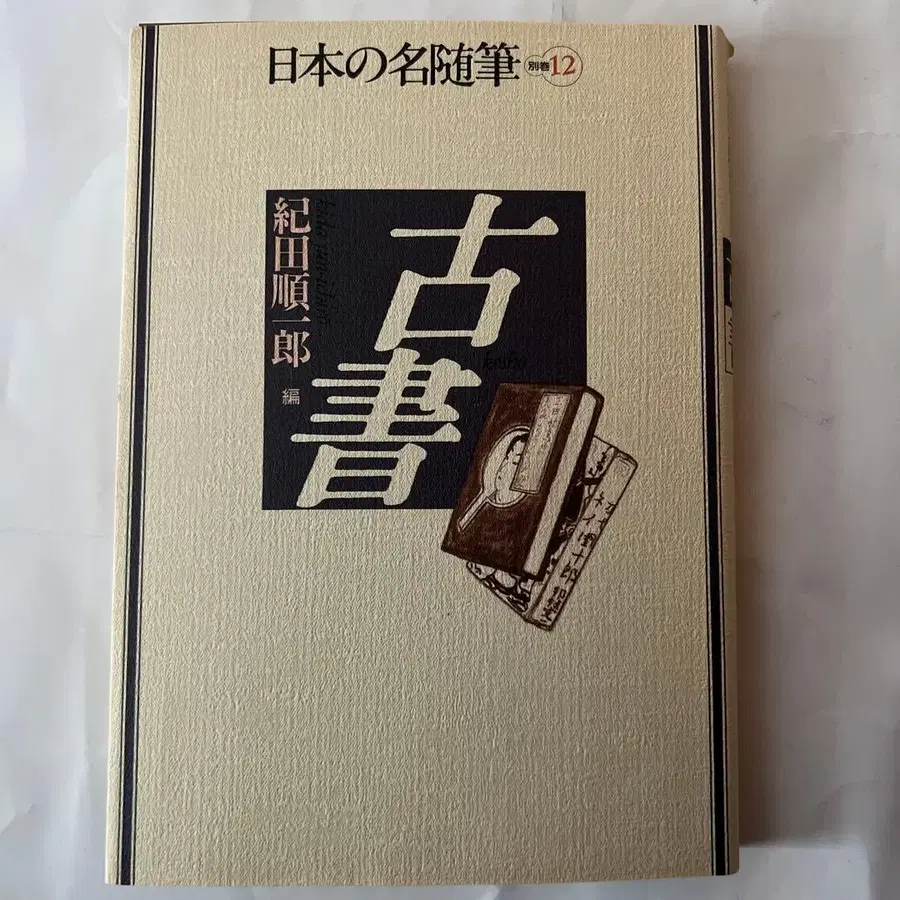 日本の名随筆 別巻12
古書
紀田順一郎
編